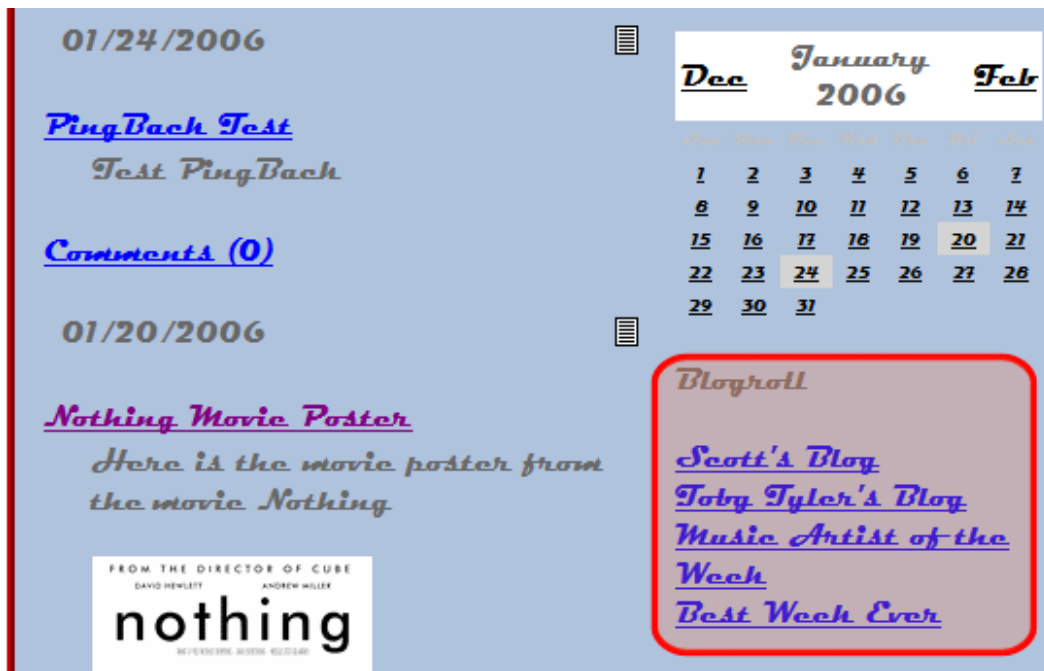 01/24/2006
PingBack Test
Test PingBack
Comments (0)
01/20/2006
Nothing Movie Poster
Here is the movie poster from
the movie Nothing
FROM THE DIRECTOR OF CUBE
DAVID HEWLETT ANDREW MILLER
nothing
Dec January 2006 Feb
1 2 3 4 5 6 7
8 9 10 11 12 13 14
15 16 17 18 19 20 21
22 23 24 25 26 27 28
29 30 31
Blogroll
Scott's Blog
Toby Tyler's Blog
Music Artist of the
Week
Best Week Ever